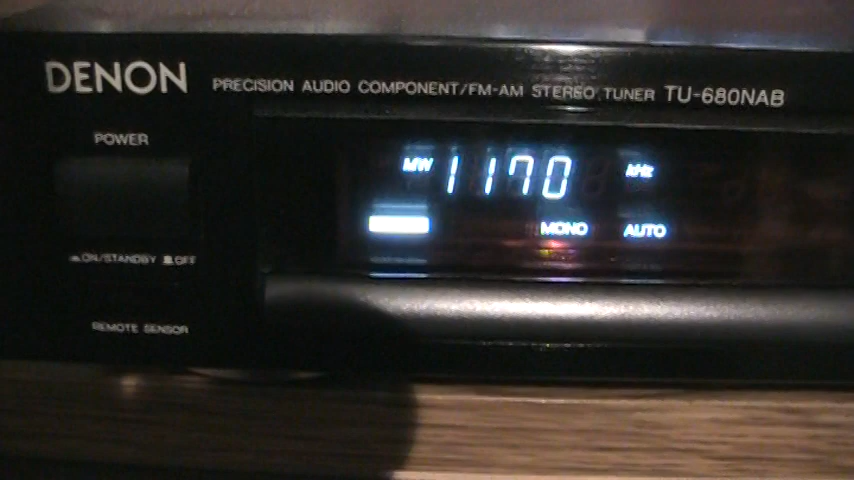 DENON PRECISION AUDIO COMPONENT/FM-AM STEREO TUNER TU-680NAB
POWER
MW 1170 kHz
MONO AUTO
ON/STANDBY OFF
REMOTE SENSOR